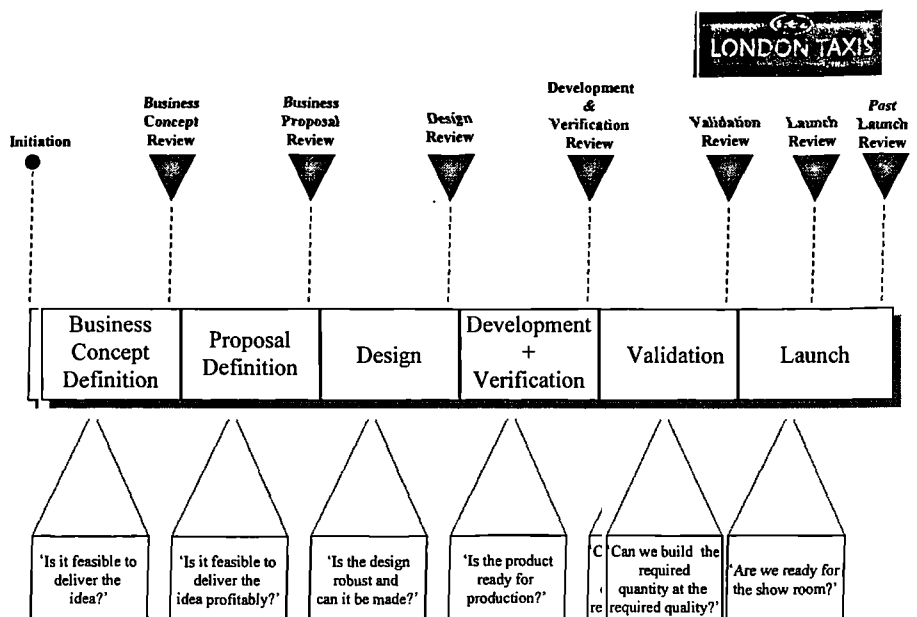 LONDON TAXIS
Initiation
Business
Concept
Review
Business
Proposal
Review
Design
Review
Development
&
Verification
Review
Validation
Review
Launch
Review
Post
Launch
Review
Business
Concept
Definition
Proposal
Definition
Design
Development
+
Verification
Validation
Launch
'Is it feasible to
deliver the
idea?'
'Is it feasible to
deliver the
idea profitably?'
'Is the design
robust and
can it be made?'
'Is the product
ready for
production?'
'C
re
'Can we build the
required
quantity at the
required quality?'
'Are we ready for
the show room?'